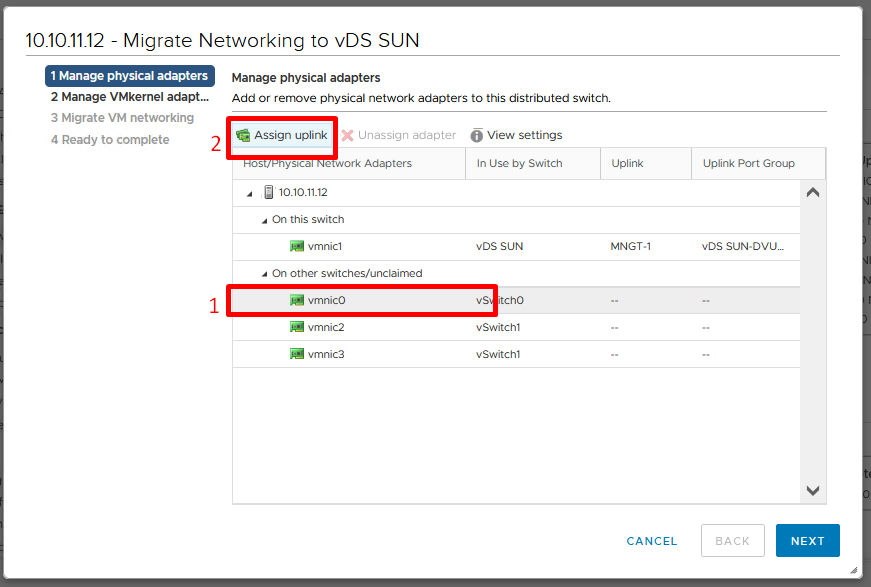 10.10.11.12 - Migrate Networking to vDS SUN
1 Manage physical adapters
2 Manage VMkernel adapt...
3 Migrate VM networking
4 Ready to complete
Manage physical adapters
Add or remove physical network adapters to this distributed switch.
2 Assign uplink Unassign adapter View settings
Host/Physical Network Adapters In Use by Switch Uplink Uplink Port Group
10.10.11.12
On this switch
vmnic1 vDS SUN MNGT-1 vDS SUN-DVU...
On other switches/unclaimed
1 vmnic0 vSwitch0 -- --
vmnic2 vSwitch1 -- --
vmnic3 vSwitch1 -- --
CANCEL BACK NEXT